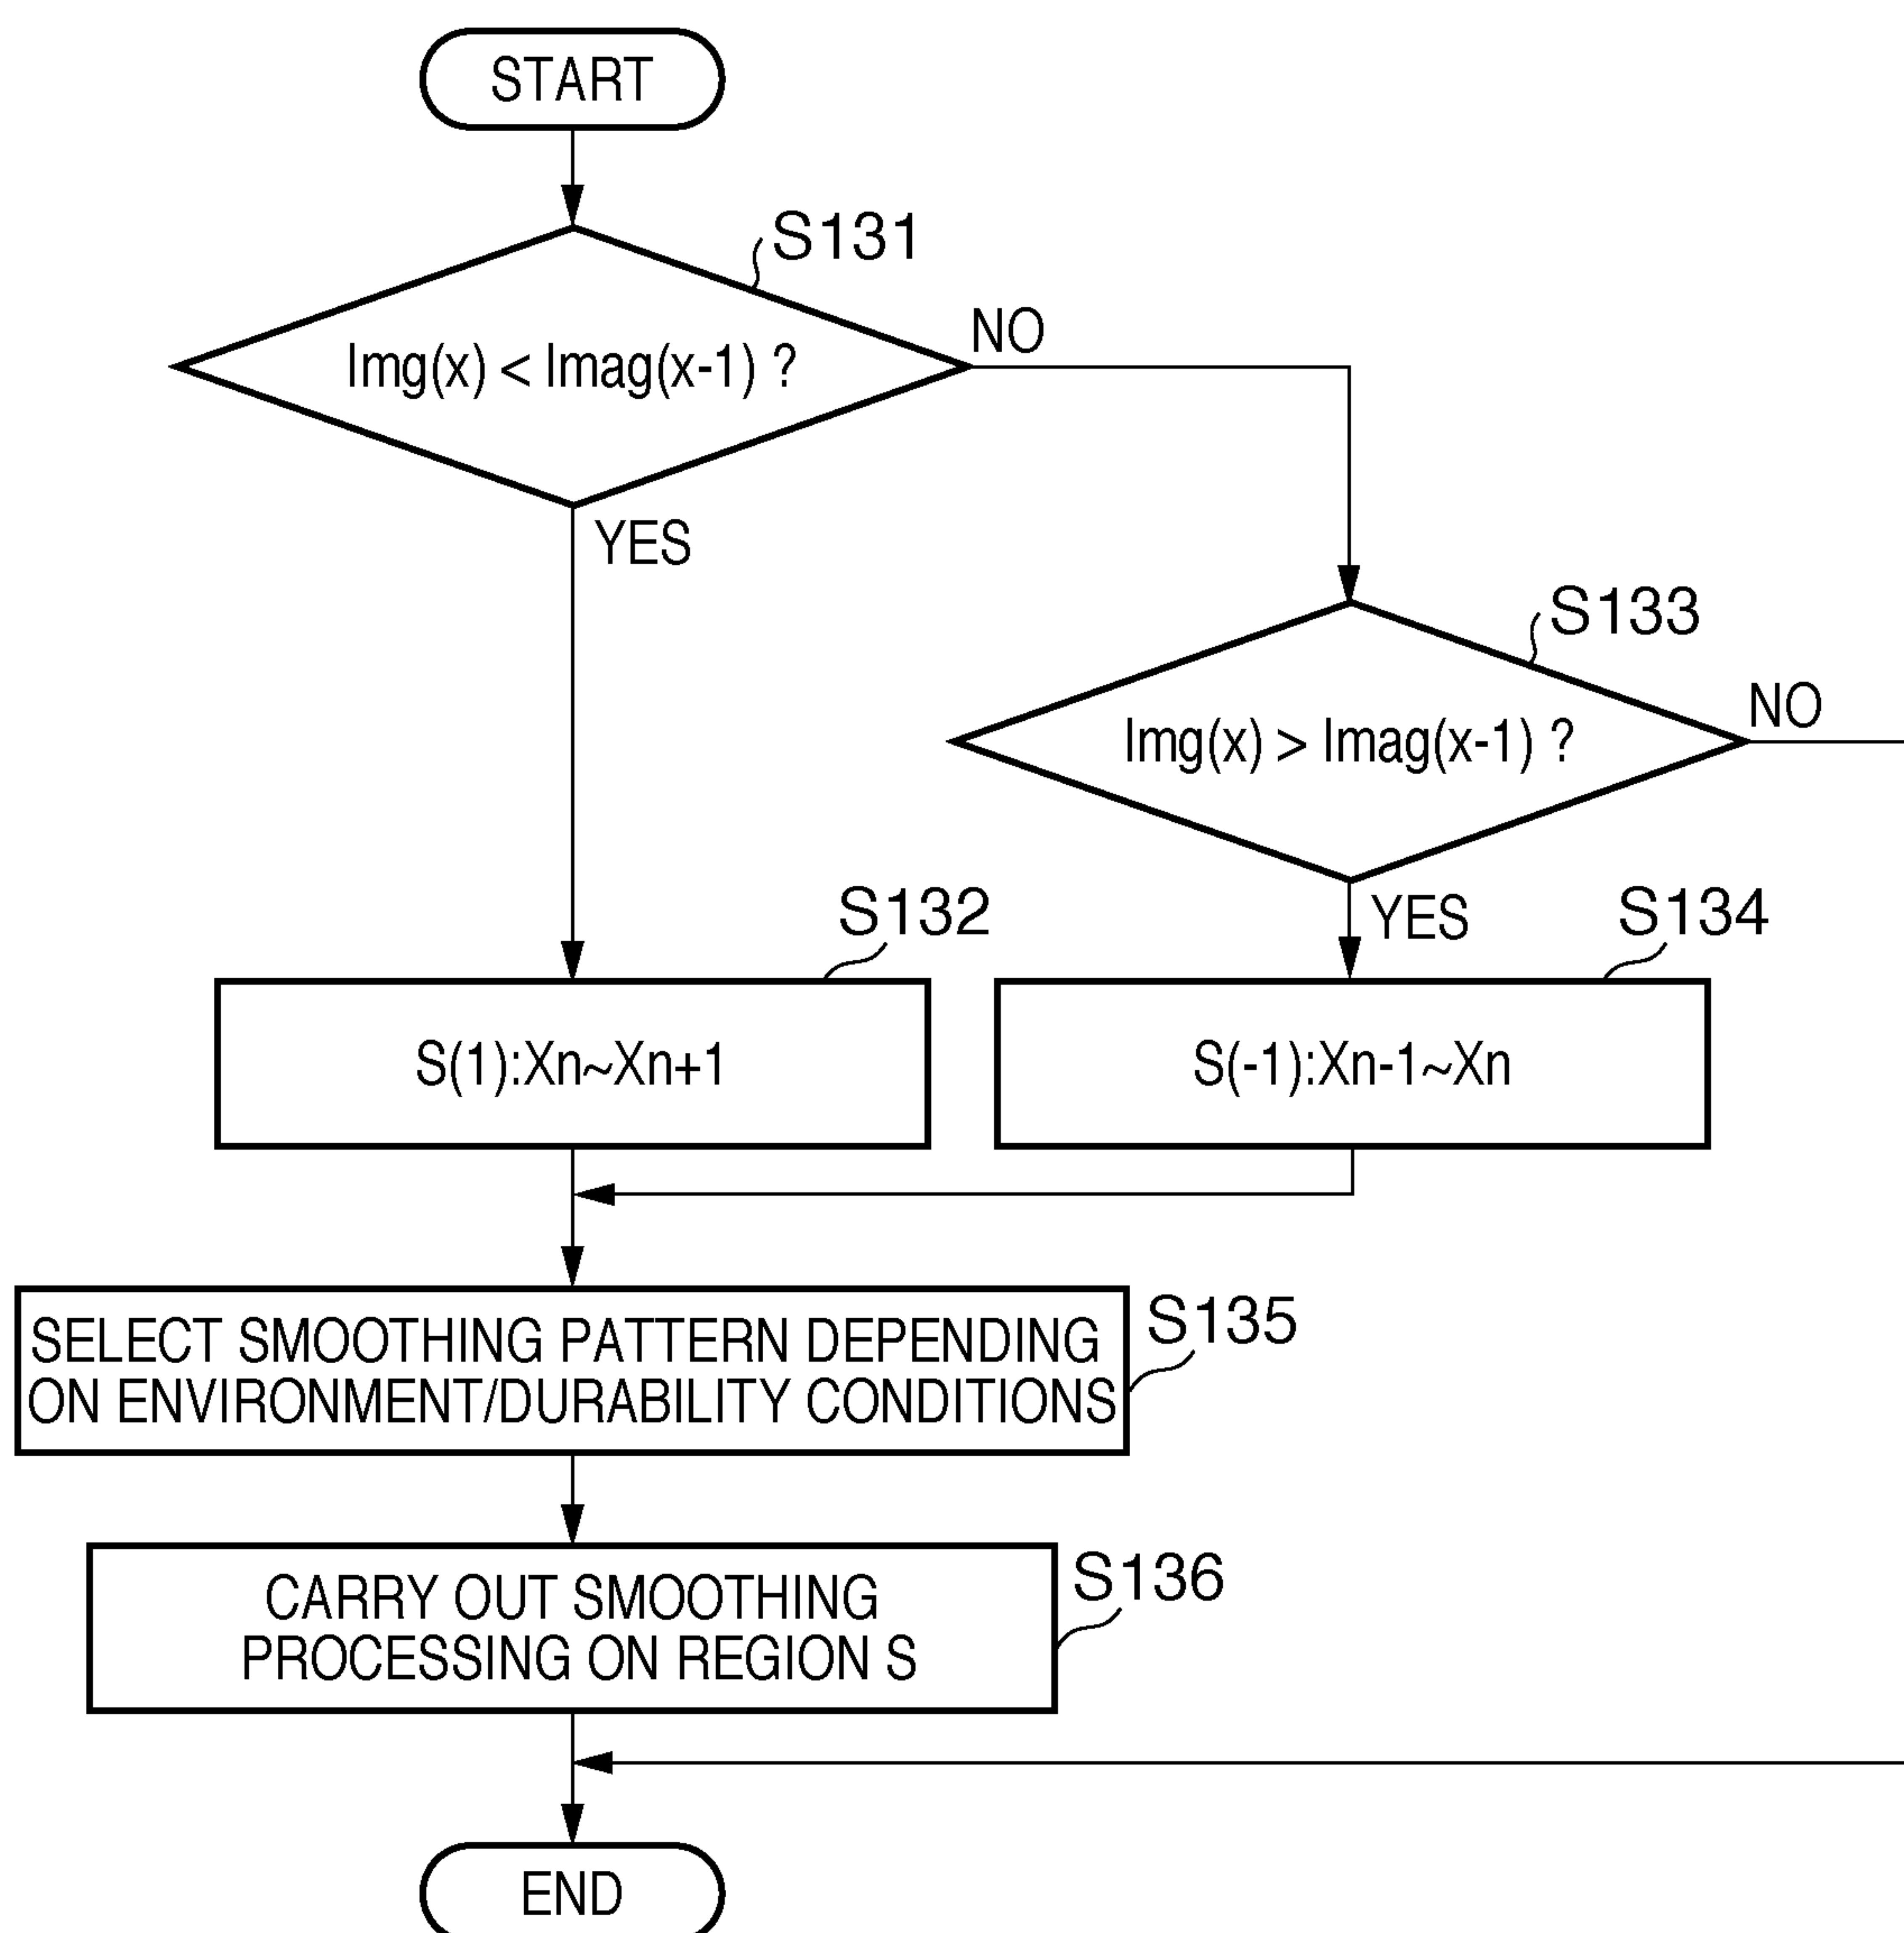 START
S131
Img(x) < Imag(x-1) ?
NO
YES
S133
Img(x) > Imag(x-1) ?
NO
YES
S132
S(1):Xn~Xn+1
S134
S(-1):Xn-1~Xn
S135
SELECT SMOOTHING PATTERN DEPENDING
ON ENVIRONMENT/DURABILITY CONDITIONS
S136
CARRY OUT SMOOTHING
PROCESSING ON REGION S
END